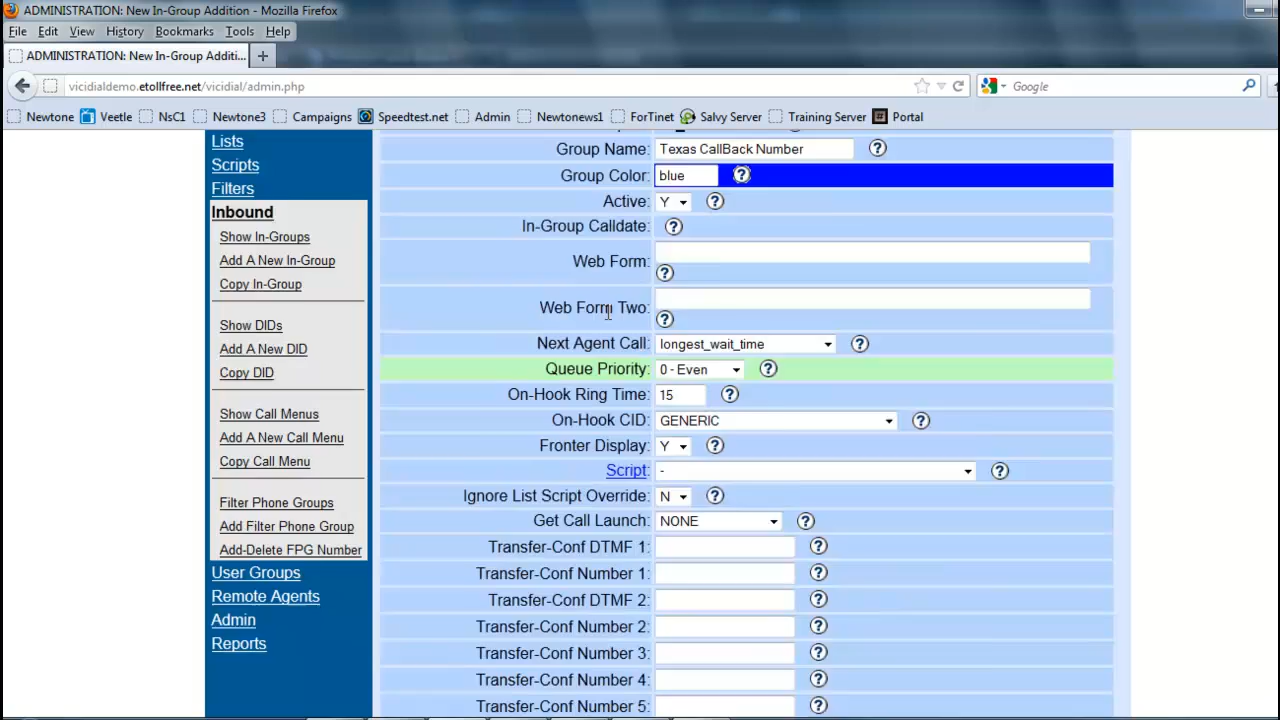 ADMINISTRATION: New In-Group Addition - Mozilla Firefox
File Edit View History Bookmarks Tools Help
ADMINISTRATION: New In-Group Additi...
vicidialdemo.etollfree.net/vicidial/admin.php
Google
Newtone Veetle NsC1 Newtone3 Campaigns Speedtest.net Admin Newtonews1 ForTinet Salvy Server Training Server Portal
Lists
Scripts
Filters
Inbound
Show In-Groups
Add A New In-Group
Copy In-Group
Show DIDs
Add A New DID
Copy DID
Show Call Menus
Add A New Call Menu
Copy Call Menu
Filter Phone Groups
Add Filter Phone Group
Add-Delete FPG Number
User Groups
Remote Agents
Admin
Reports
Group Name: Texas CallBack Number ?
Group Color: blue ?
Active: Y ?
In-Group Calldate: ?
Web Form:
?
Web Form Two:
?
Next Agent Call: longest_wait_time ?
Queue Priority: 0 - Even ?
On-Hook Ring Time: 15 ?
On-Hook CID: GENERIC ?
Fronter Display: Y ?
Script: - ?
Ignore List Script Override: N ?
Get Call Launch: NONE ?
Transfer-Conf DTMF 1: ?
Transfer-Conf Number 1: ?
Transfer-Conf DTMF 2: ?
Transfer-Conf Number 2: ?
Transfer-Conf Number 3: ?
Transfer-Conf Number 4: ?
Transfer-Conf Number 5: ?